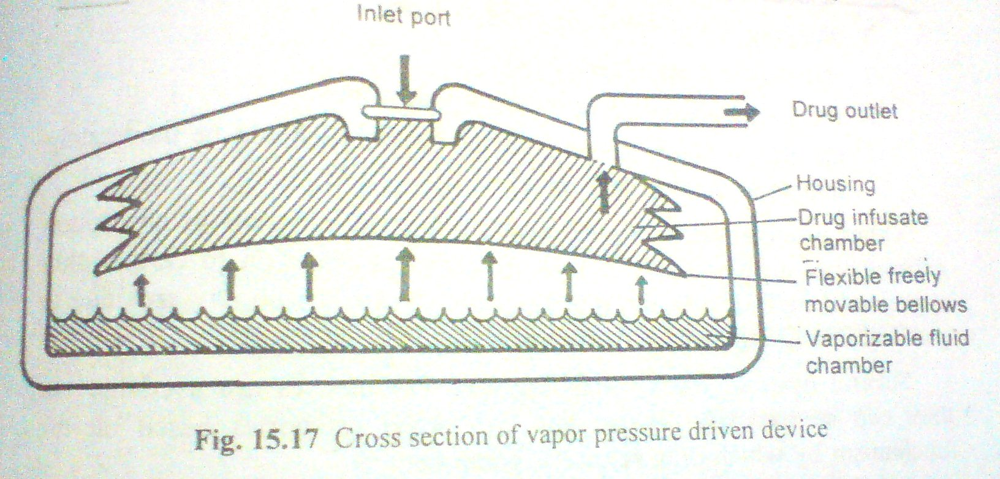 Inlet port
Drug outlet
Housing
Drug infusate
chamber
Flexible freely
movable bellows
Vaporizable fluid
chamber
Fig. 15.17 Cross section of vapor pressure driven device